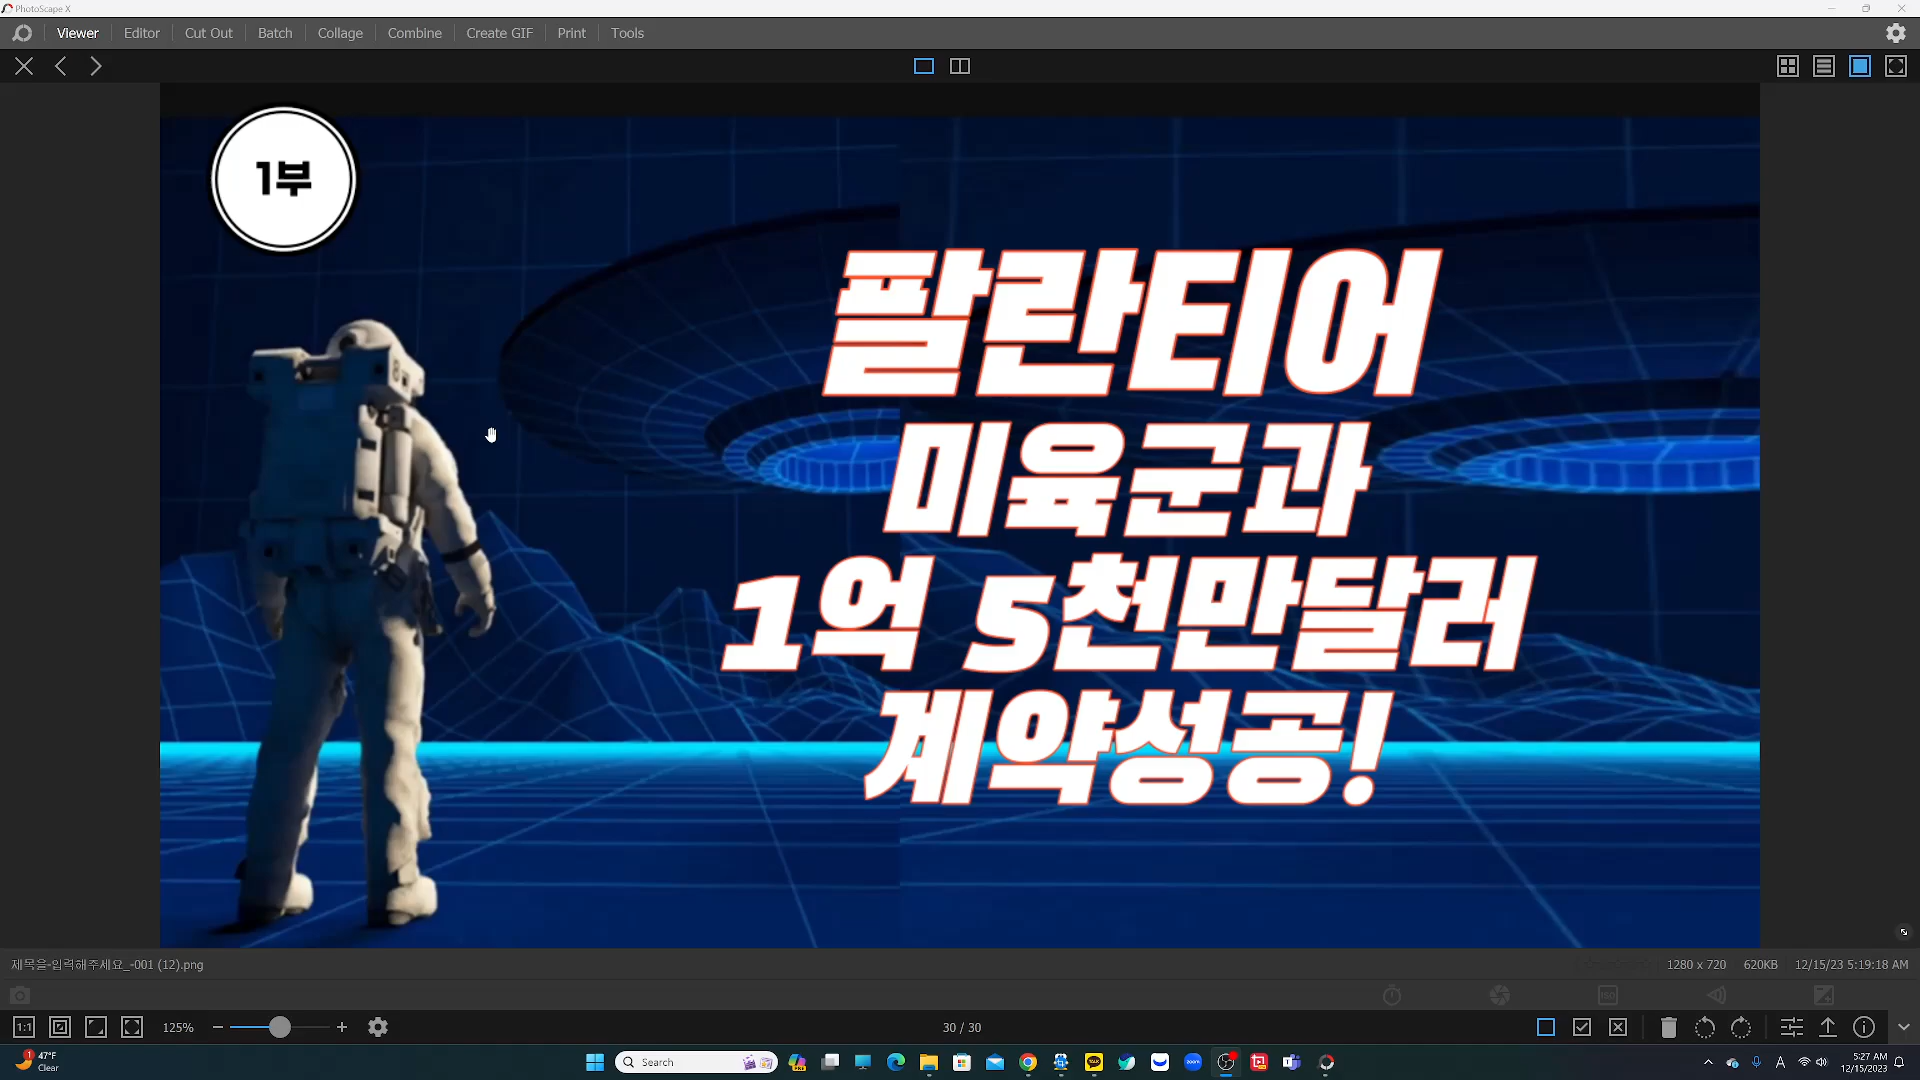 PhotoScape X
Viewer Editor Cut Out Batch Collage Combine Create GIF Print Tools
1부
팔란티어
미육군과
1억 5천만달러
계약성공!
제목을-입력해주세요_-001 (12).png
1280 x 720 620KB 12/15/23 5:19:18 AM
ISO
1:1 125% 30 / 30
47°F
Clear
Search
5:27 AM
12/15/2023